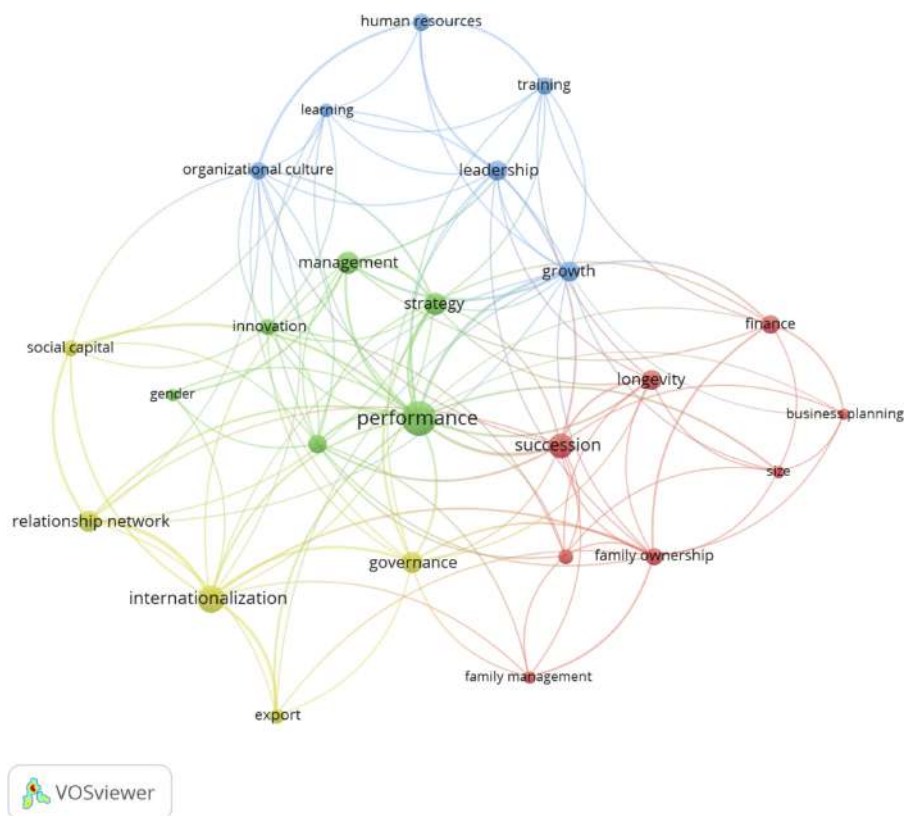 human resources
training
learning
organizational culture
leadership
management
growth
strategy
innovation
finance
social capital
longevity
gender
business planning
performance
succession
size
relationship network
governance
family ownership
internationalization
family management
export
VOSviewer